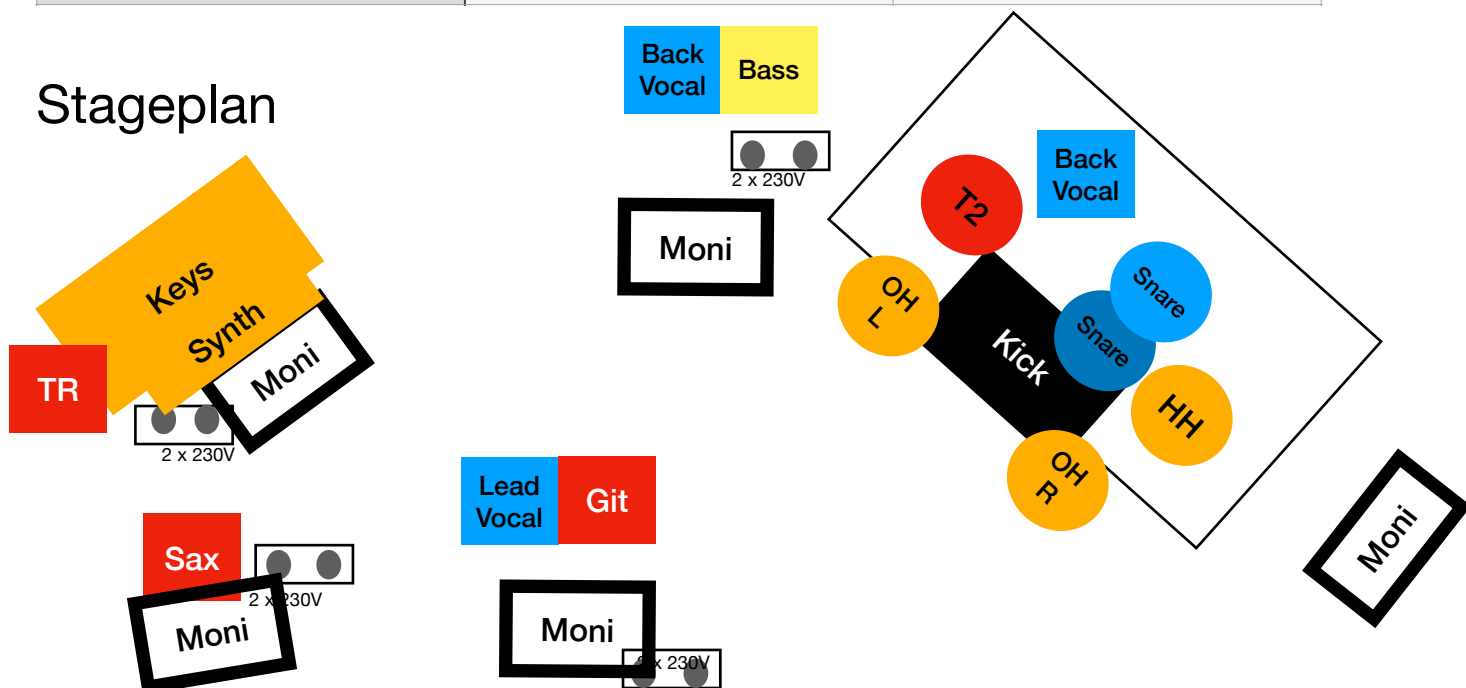 Stageplan
Back
Vocal
Bass
2 x 230V
Moni
Back
Vocal
T2
OH
L
Kick
Snare
Snare
HH
OH
R
Moni
Keys
Synth
Moni
TR
2 x 230V
Lead
Vocal
Git
Sax
2 x 230V
Moni
Moni
2 x 230V